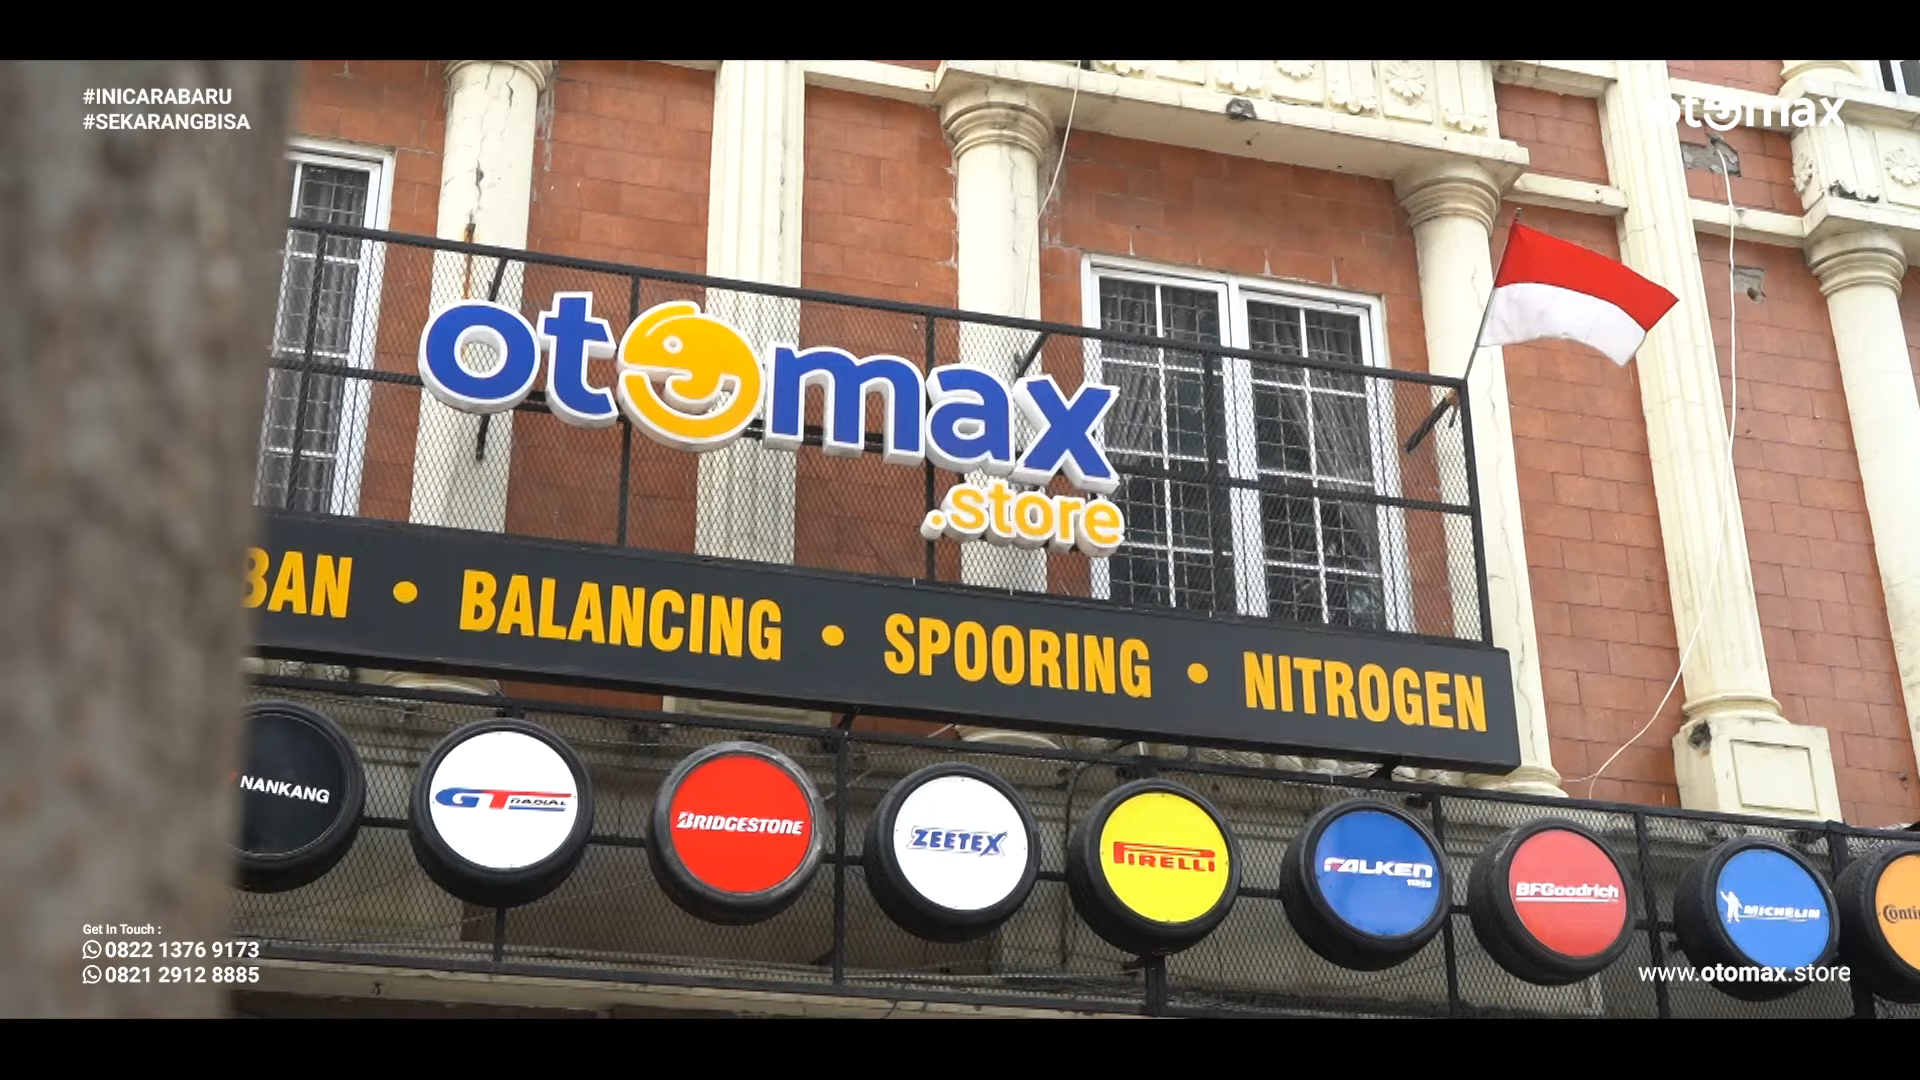 #INICARABARU
#SEKARANGBISA
otomax
otomax
.store
BAN • BALANCING • SPOORING • NITROGEN
NANKANG
GT RADIAL
BRIDGESTONE
ZEETEX
PIRELLI
FALKEN
TIRES
BFGoodrich
MICHELIN
Get In Touch :
0822 1376 9173
0821 2912 8885
www.otomax.store